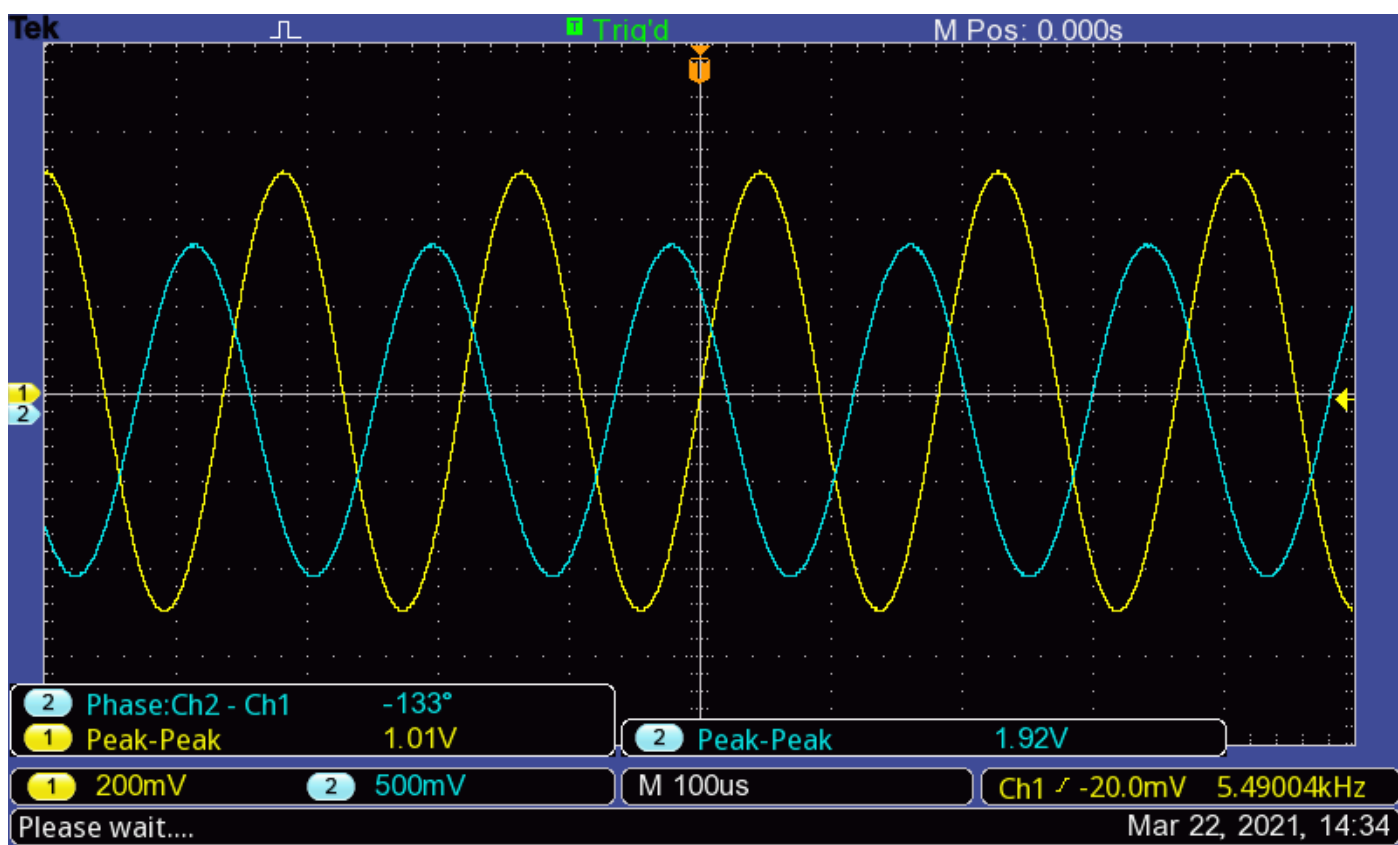 Tek T Trig'd M Pos: 0.000s
T
1
2
2 Phase:Ch2 - Ch1 -133°
1 Peak-Peak 1.01V 2 Peak-Peak 1.92V
1 200mV 2 500mV M 100us Ch1 -20.0mV 5.49004kHz
Please wait.... Mar 22, 2021, 14:34